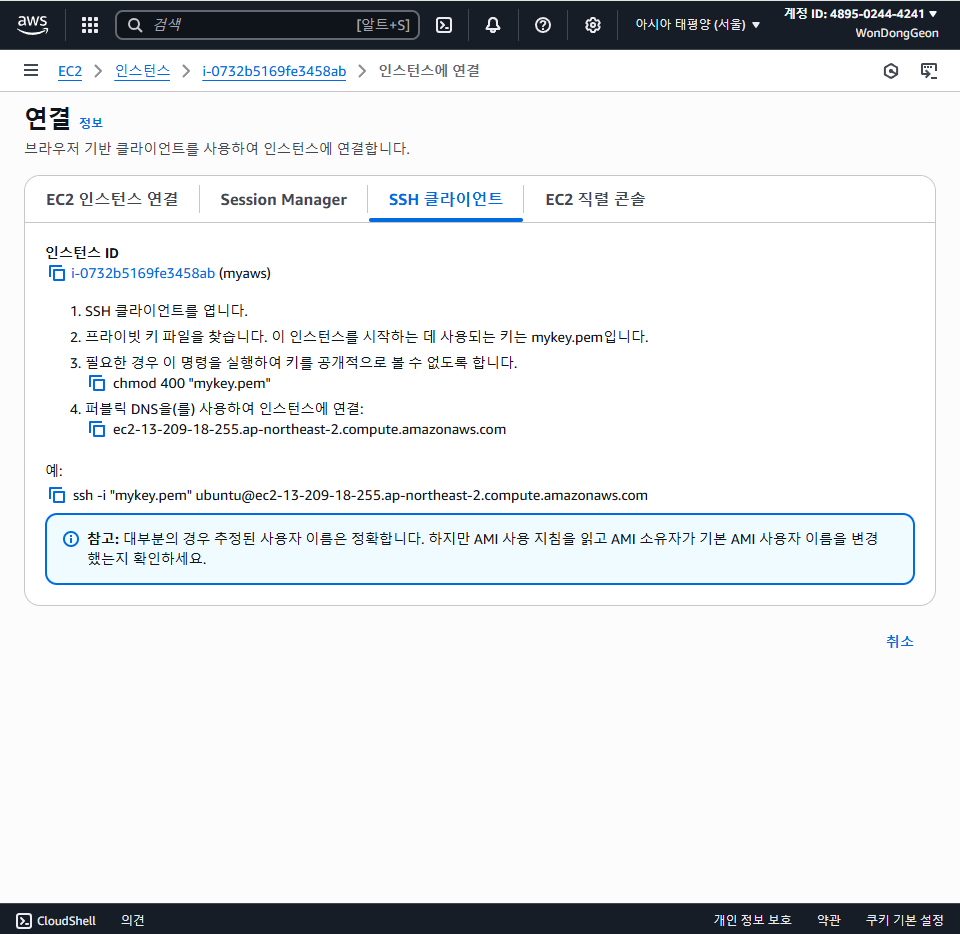 aws
검색 [알트+S]
아시아 태평양 (서울) ▼
계정 ID: 4895-0244-4241 ▼
WonDongGeon
EC2 > 인스턴스 > i-0732b5169fe3458ab > 인스턴스에 연결
연결 정보
브라우저 기반 클라이언트를 사용하여 인스턴스에 연결합니다.
EC2 인스턴스 연결 Session Manager SSH 클라이언트 EC2 직렬 콘솔
인스턴스 ID
i-0732b5169fe3458ab (myaws)
1. SSH 클라이언트를 엽니다.
2. 프라이빗 키 파일을 찾습니다. 이 인스턴스를 시작하는 데 사용되는 키는 mykey.pem입니다.
3. 필요한 경우 이 명령을 실행하여 키를 공개적으로 볼 수 없도록 합니다.
chmod 400 "mykey.pem"
4. 퍼블릭 DNS을(를) 사용하여 인스턴스에 연결:
ec2-13-209-18-255.ap-northeast-2.compute.amazonaws.com
예:
ssh -i "mykey.pem" ubuntu@ec2-13-209-18-255.ap-northeast-2.compute.amazonaws.com
참고: 대부분의 경우 추정된 사용자 이름은 정확합니다. 하지만 AMI 사용 지침을 읽고 AMI 소유자가 기본 AMI 사용자 이름을 변경
했는지 확인하세요.
취소
CloudShell 의견 개인 정보 보호 약관 쿠키 기본 설정